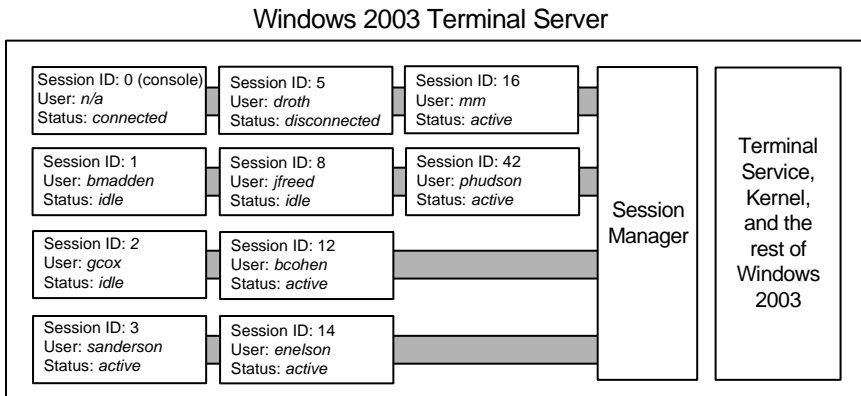 Windows 2003 Terminal Server
Session ID: 0 (console)
User: n/a
Status: connected
Session ID: 5
User: droth
Status: disconnected
Session ID: 16
User: mm
Status: active
Session ID: 1
User: bmadden
Status: idle
Session ID: 8
User: jfreed
Status: idle
Session ID: 42
User: phudson
Status: active
Session ID: 2
User: gcox
Status: idle
Session ID: 12
User: bcohen
Status: active
Session ID: 3
User: sanderson
Status: active
Session ID: 14
User: enelson
Status: active
Session
Manager
Terminal
Service,
Kernel,
and the
rest of
Windows
2003